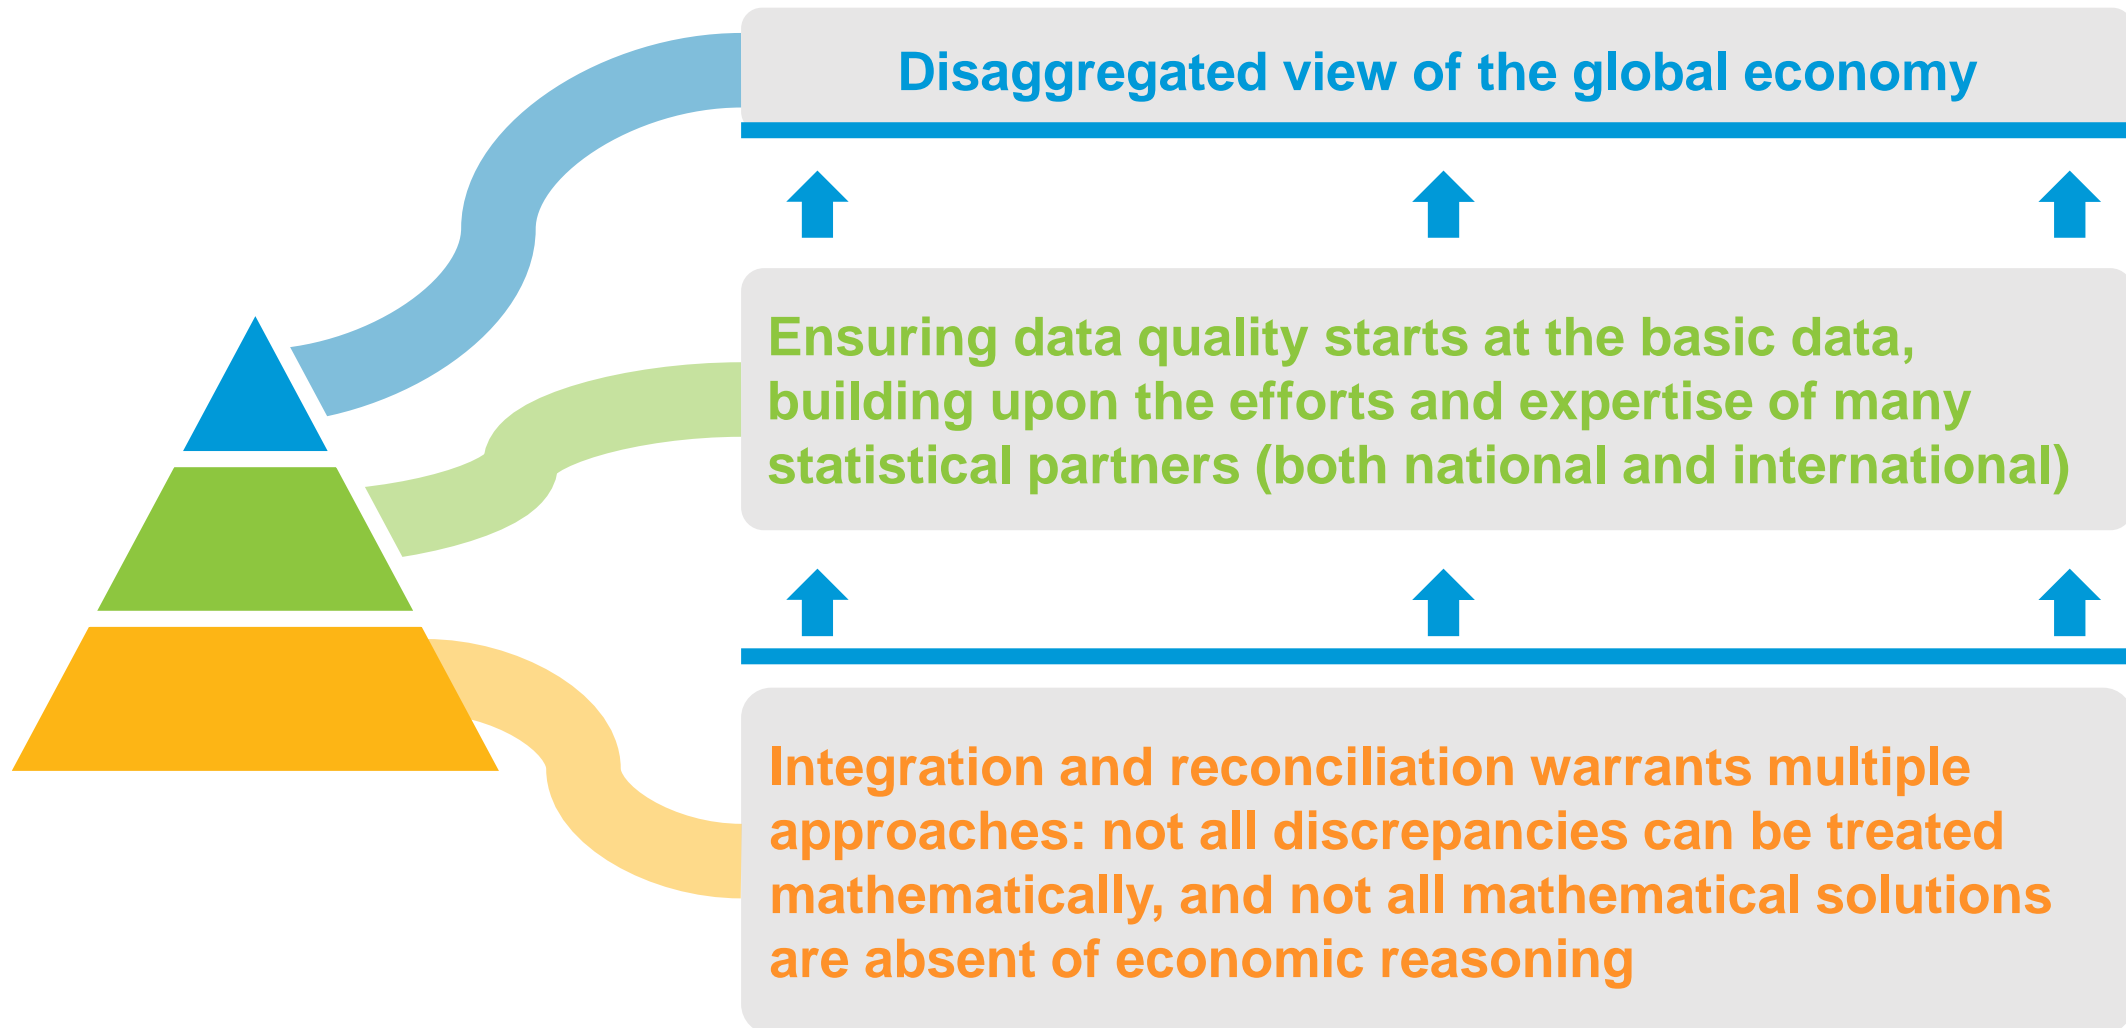 Disaggregated view of the global economy
Ensuring data quality starts at the basic data,
building upon the efforts and expertise of many
statistical partners (both national and international)
Integration and reconciliation warrants multiple
approaches: not all discrepancies can be treated
mathematically, and not all mathematical solutions
are absent of economic reasoning